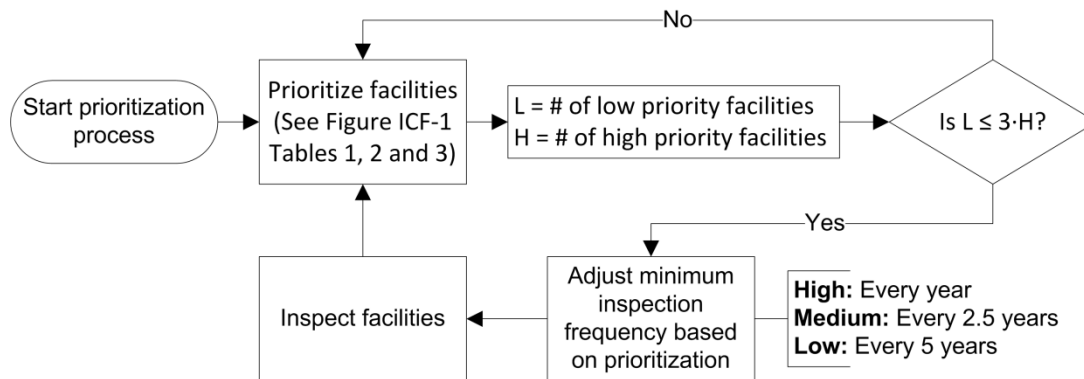 No
Start prioritization
process
Prioritize facilities
(See Figure ICF-1
Tables 1, 2 and 3)
L = # of low priority facilities
H = # of high priority facilities
Is L ≤ 3·H?
Yes
Inspect facilities
Adjust minimum
inspection
frequency based
on prioritization
High: Every year
Medium: Every 2.5 years
Low: Every 5 years